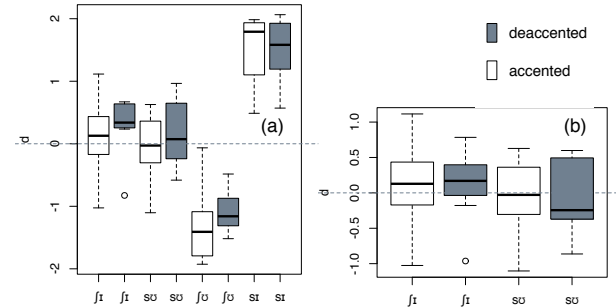 deaccented
accented
d
2
1
0
-1
-2
(a)
ʃɪ ʃɪ sʊ sʊ ʃʊ ʃʊ sɪ sɪ
d
1.0
0.5
0.0
-0.5
-1.0
(b)
ʃɪ ʃɪ sʊ sʊ